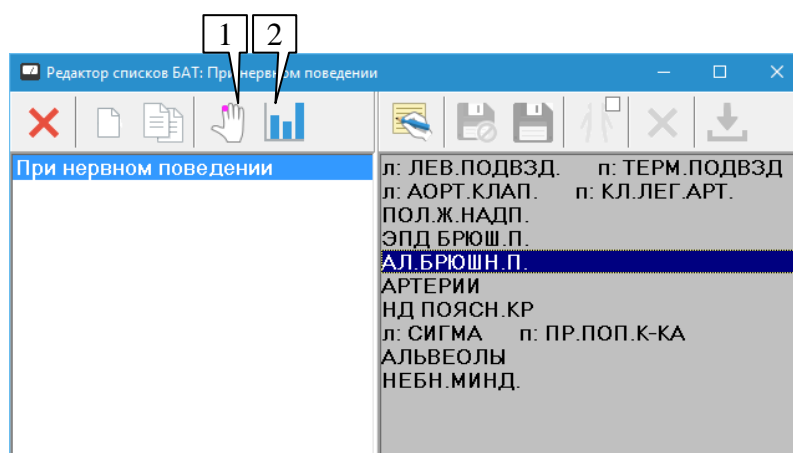 1 2
Редактор списков БАТ: При нервном поведении
При нервном поведении
л: ЛЕВ.ПОДВЗД. п: ТЕРМ.ПОДВЗД
л: АОРТ.КЛАП. п: КЛ.ЛЕГ.АРТ.
ПОЛ.Ж.НАДП.
ЭПД БРЮШ.П.
АЛ.БРЮШН.П.
АРТЕРИИ
НД ПОЯСН.КР
л: СИГМА п: ПР.ПОП.К-КА
АЛЬВЕОЛЫ
НЕБН.МИНД.